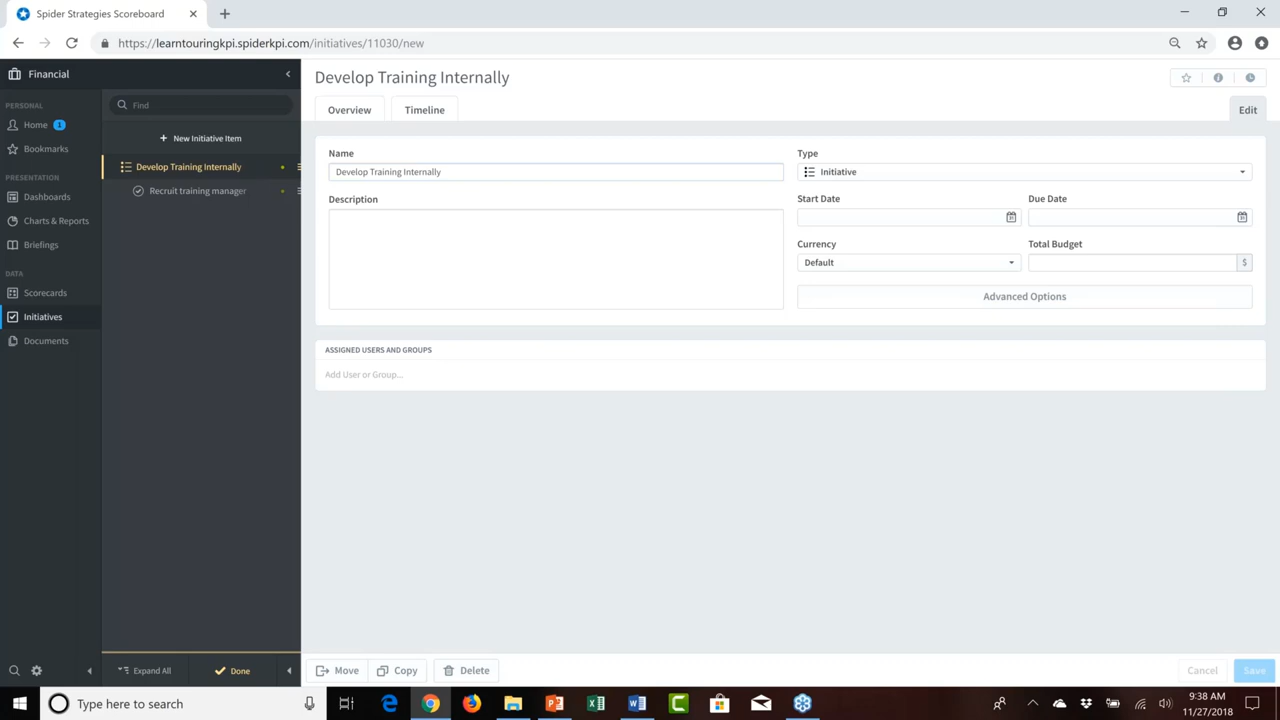 Spider Strategies Scoreboard
https://learntouringkpi.spiderkpi.com/initiatives/11030/new
Financial
PERSONAL
Home 1
Bookmarks
PRESENTATION
Dashboards
Charts & Reports
Briefings
DATA
Scorecards
Initiatives
Documents
Find
+ New Initiative Item
Develop Training Internally
Recruit training manager
Expand All
Done
Develop Training Internally
Overview Timeline Edit
Name
Develop Training Internally
Description
Type
Initiative
Start Date Due Date
Currency Total Budget
Default $
Advanced Options
ASSIGNED USERS AND GROUPS
Add User or Group...
Move Copy Delete Cancel Save
Type here to search
9:38 AM
11/27/2018